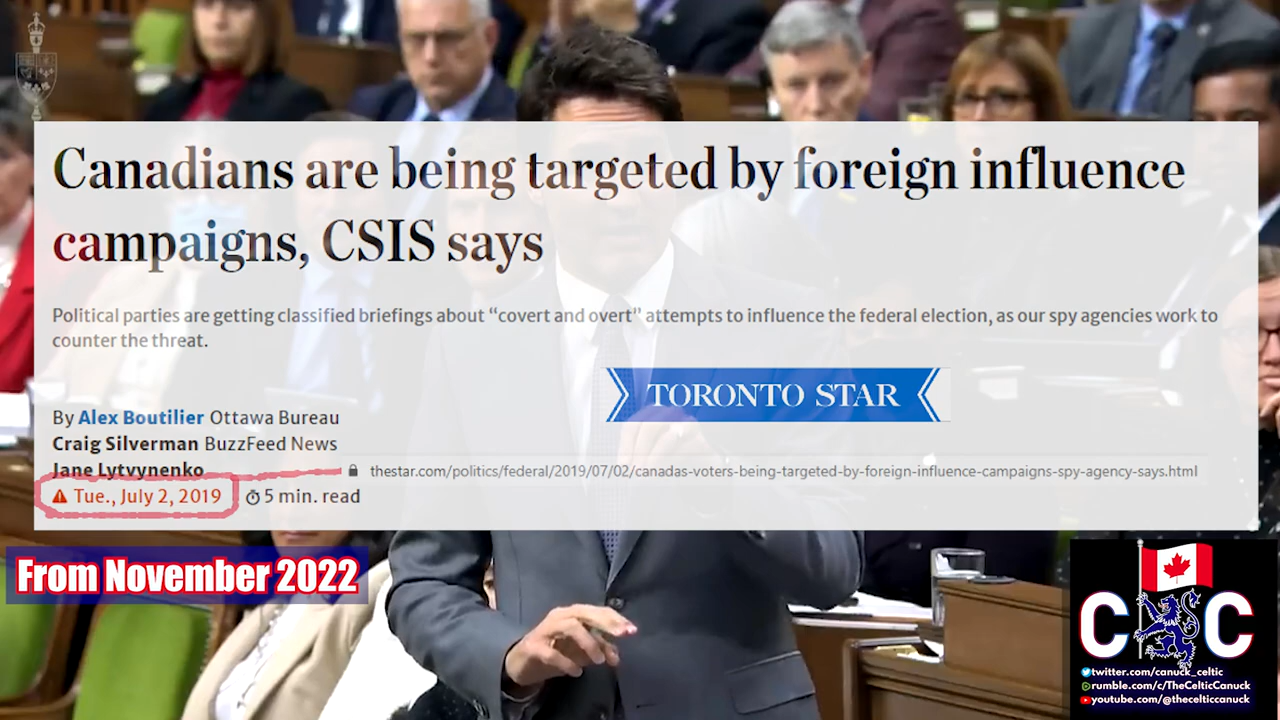 Canadians are being targeted by foreign influence
campaigns, CSIS says
Political parties are getting classified briefings about “covert and overt” attempts to influence the federal election, as our spy agencies work to
counter the threat.
TORONTO STAR
By Alex Boutilier Ottawa Bureau
Craig Silverman BuzzFeed News
Jane Lytvynenko
thestar.com/politics/federal/2019/07/02/canadas-voters-being-targeted-by-foreign-influence-campaigns-spy-agency-says.html
Tue., July 2, 2019 5 min. read
From November 2022
C C
twitter.com/canuck_celtic
rumble.com/c/TheCelticCanuck
youtube.com/@thecelticcanuck